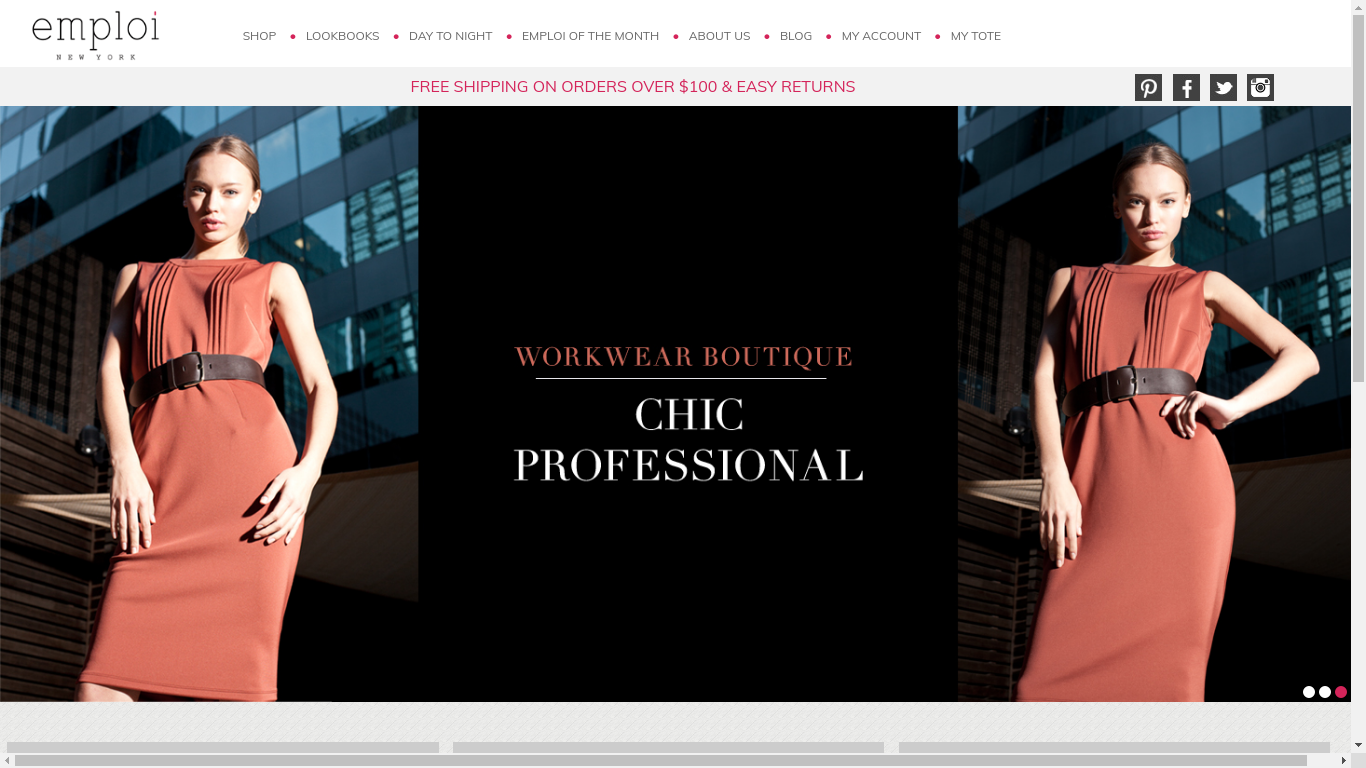 emploi
NEW YORK
SHOP • LOOKBOOKS • DAY TO NIGHT • EMPLOI OF THE MONTH • ABOUT US • BLOG • MY ACCOUNT • MY TOTE
FREE SHIPPING ON ORDERS OVER $100 & EASY RETURNS
WORKWEAR BOUTIQUE
CHIC
PROFESSIONAL